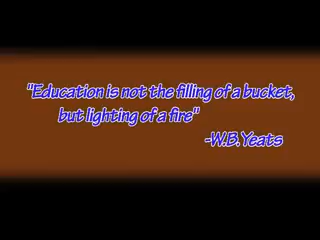 "Education is not the filling of a bucket,
but lighting of a fire"
-W.B.Yeats